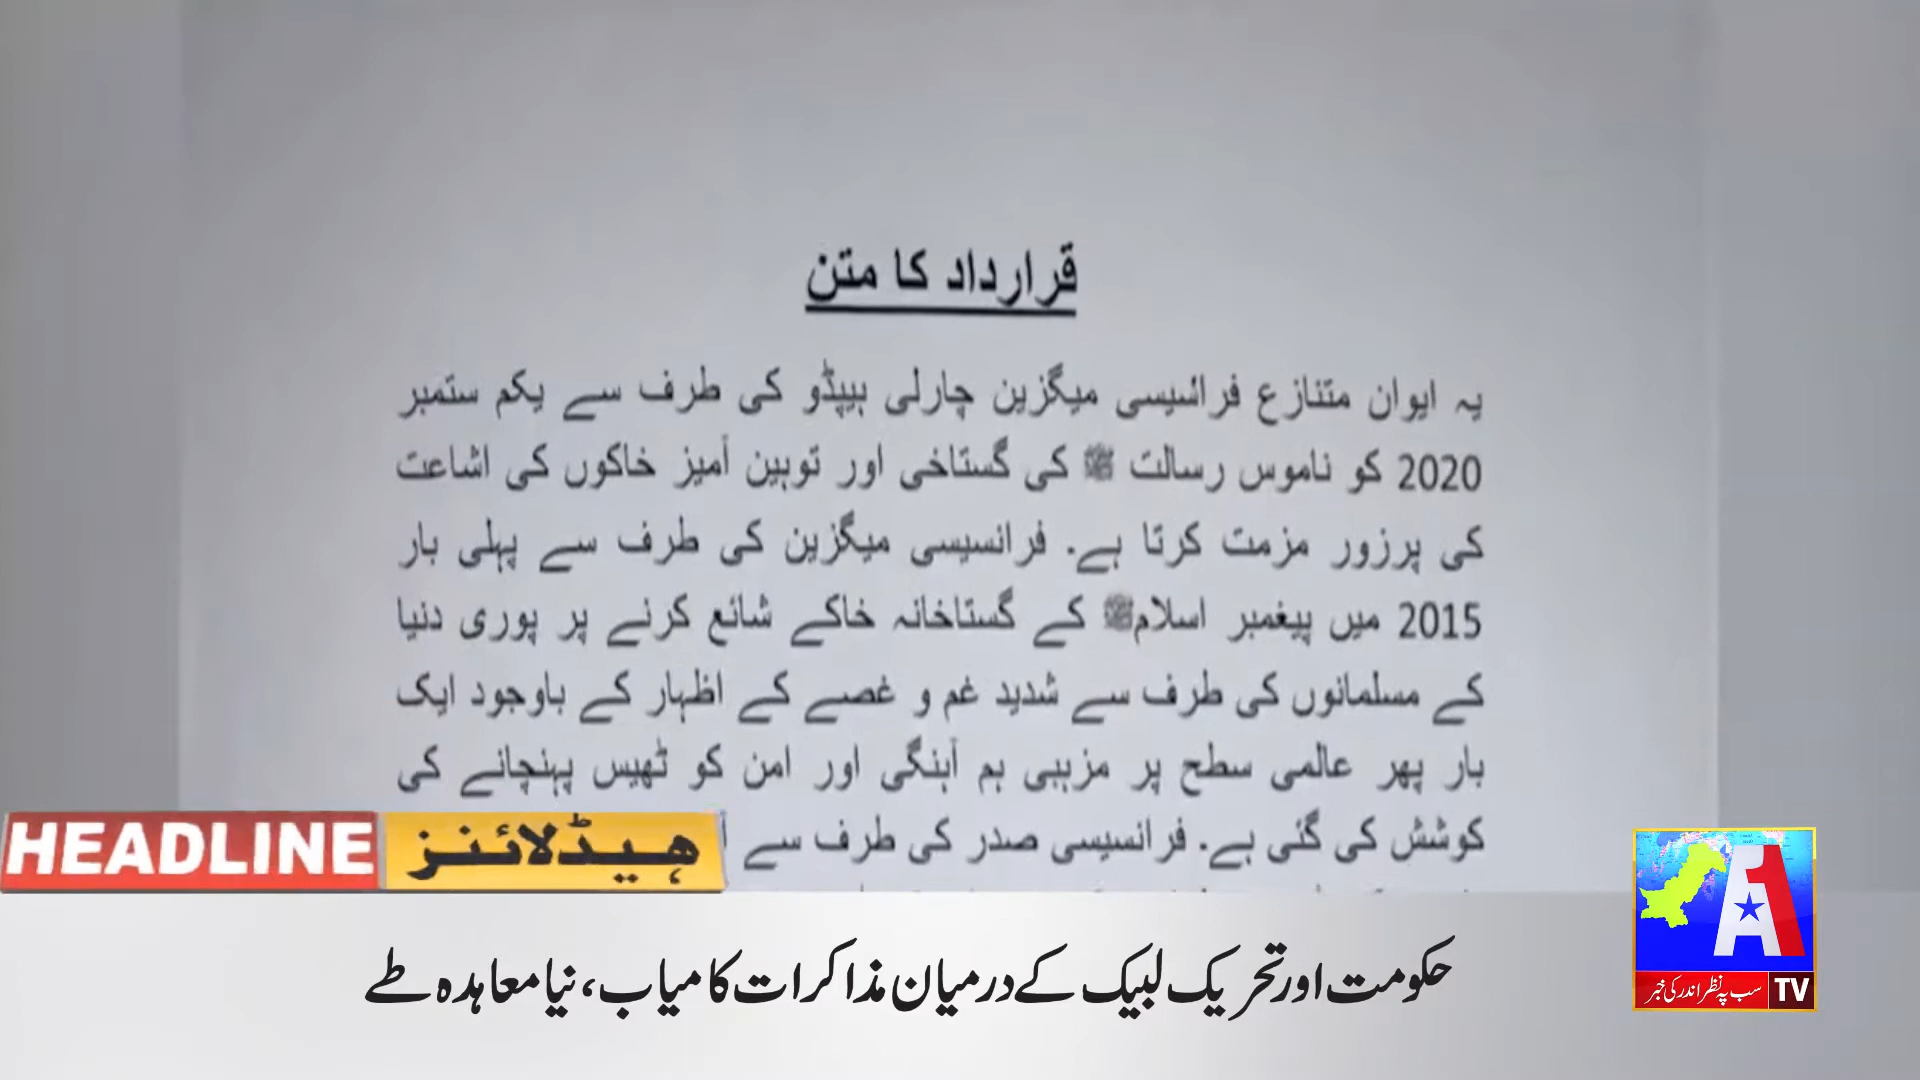 قرارداد کا متن
یہ ایوان متنازع فرانسیسی میگزین چارلی ہیپڈو کی طرف سے یکم ستمبر
2020 کو ناموس رسالت ﷺ کی گستاخی اور توہین آمیز خاکوں کی اشاعت
کی پرزور مزمت کرتا ہے۔ فرانسیسی میگزین کی طرف سے پہلی بار
2015 میں پیغمبر اسلامﷺ کے گستاخانہ خاکے شائع کرنے پر پوری دنیا
کے مسلمانوں کی طرف سے شدید غم و غصے کے اظہار کے باوجود ایک
بار پھر عالمی سطح پر مزہبی ہم آہنگی اور امن کو ٹھیس پہنچانے کی
کوشش کی گئی ہے۔ فرانسیسی صدر کی طرف سے
HEADLINE ہیڈلائنز
حکومت اور تحریک لبیک کے درمیان مذاکرات کامیاب، نیا معاہدہ طے
A1
سب پہ نظر اندر کی خبر TV